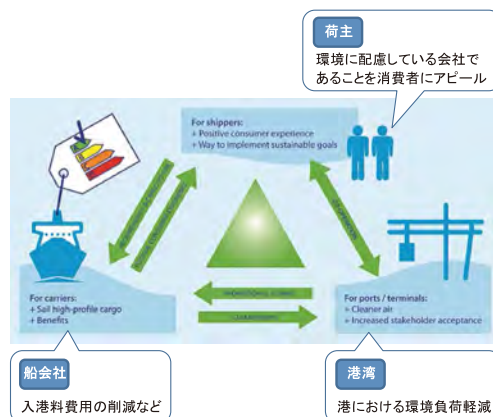 荷主
環境に配慮している会社で
あることを消費者にアピール
For shippers:
+ Positive consumer experience
+ Way to implement sustainable goals
For carriers:
+ Sail high-profile cargo
+ Benefits
For ports / terminals:
+ Cleaner air
+ Increased stakeholder acceptance
船会社
入港料費用の削減など
港湾
港における環境負荷軽減